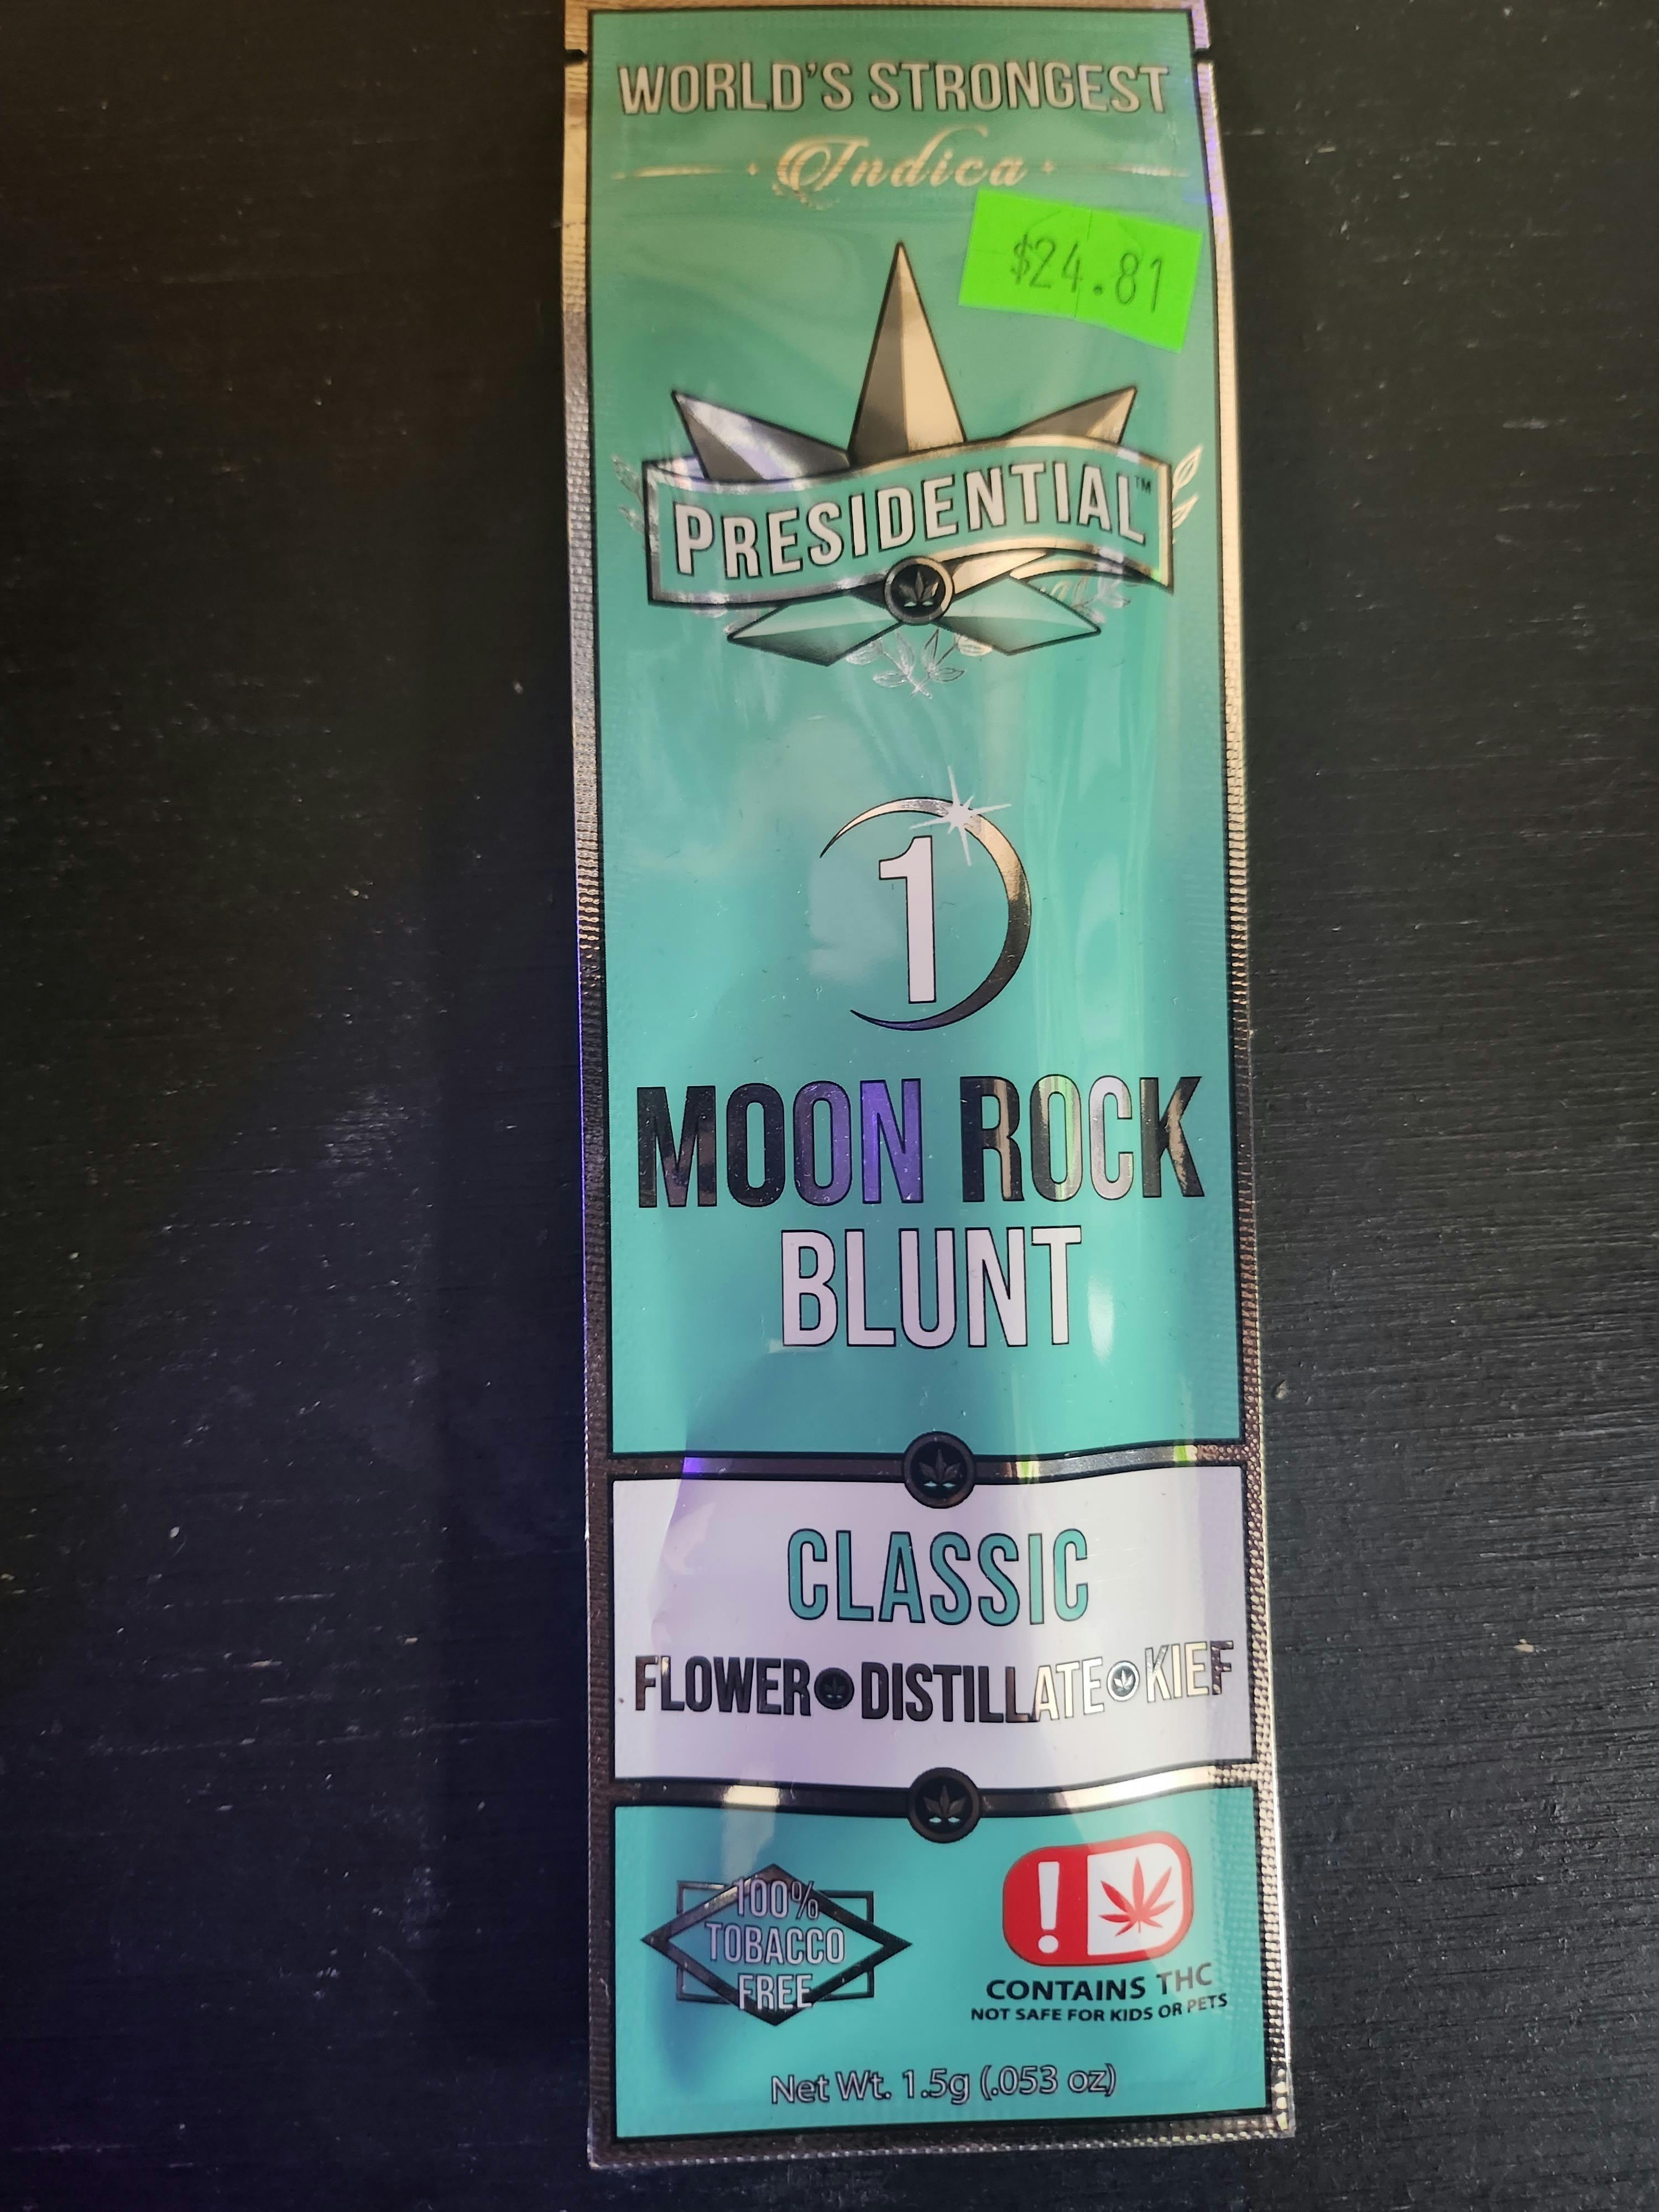 WORLD'S STRONGEST
Indica
$24.81
PRESIDENTIAL™
1
MOON ROCK
BLUNT
CLASSIC
FLOWER DISTILLATE KIEF
100%
TOBACCO
FREE
!
CONTAINS THC
NOT SAFE FOR KIDS OR PETS
Net Wt. 1.5g (.053 oz)